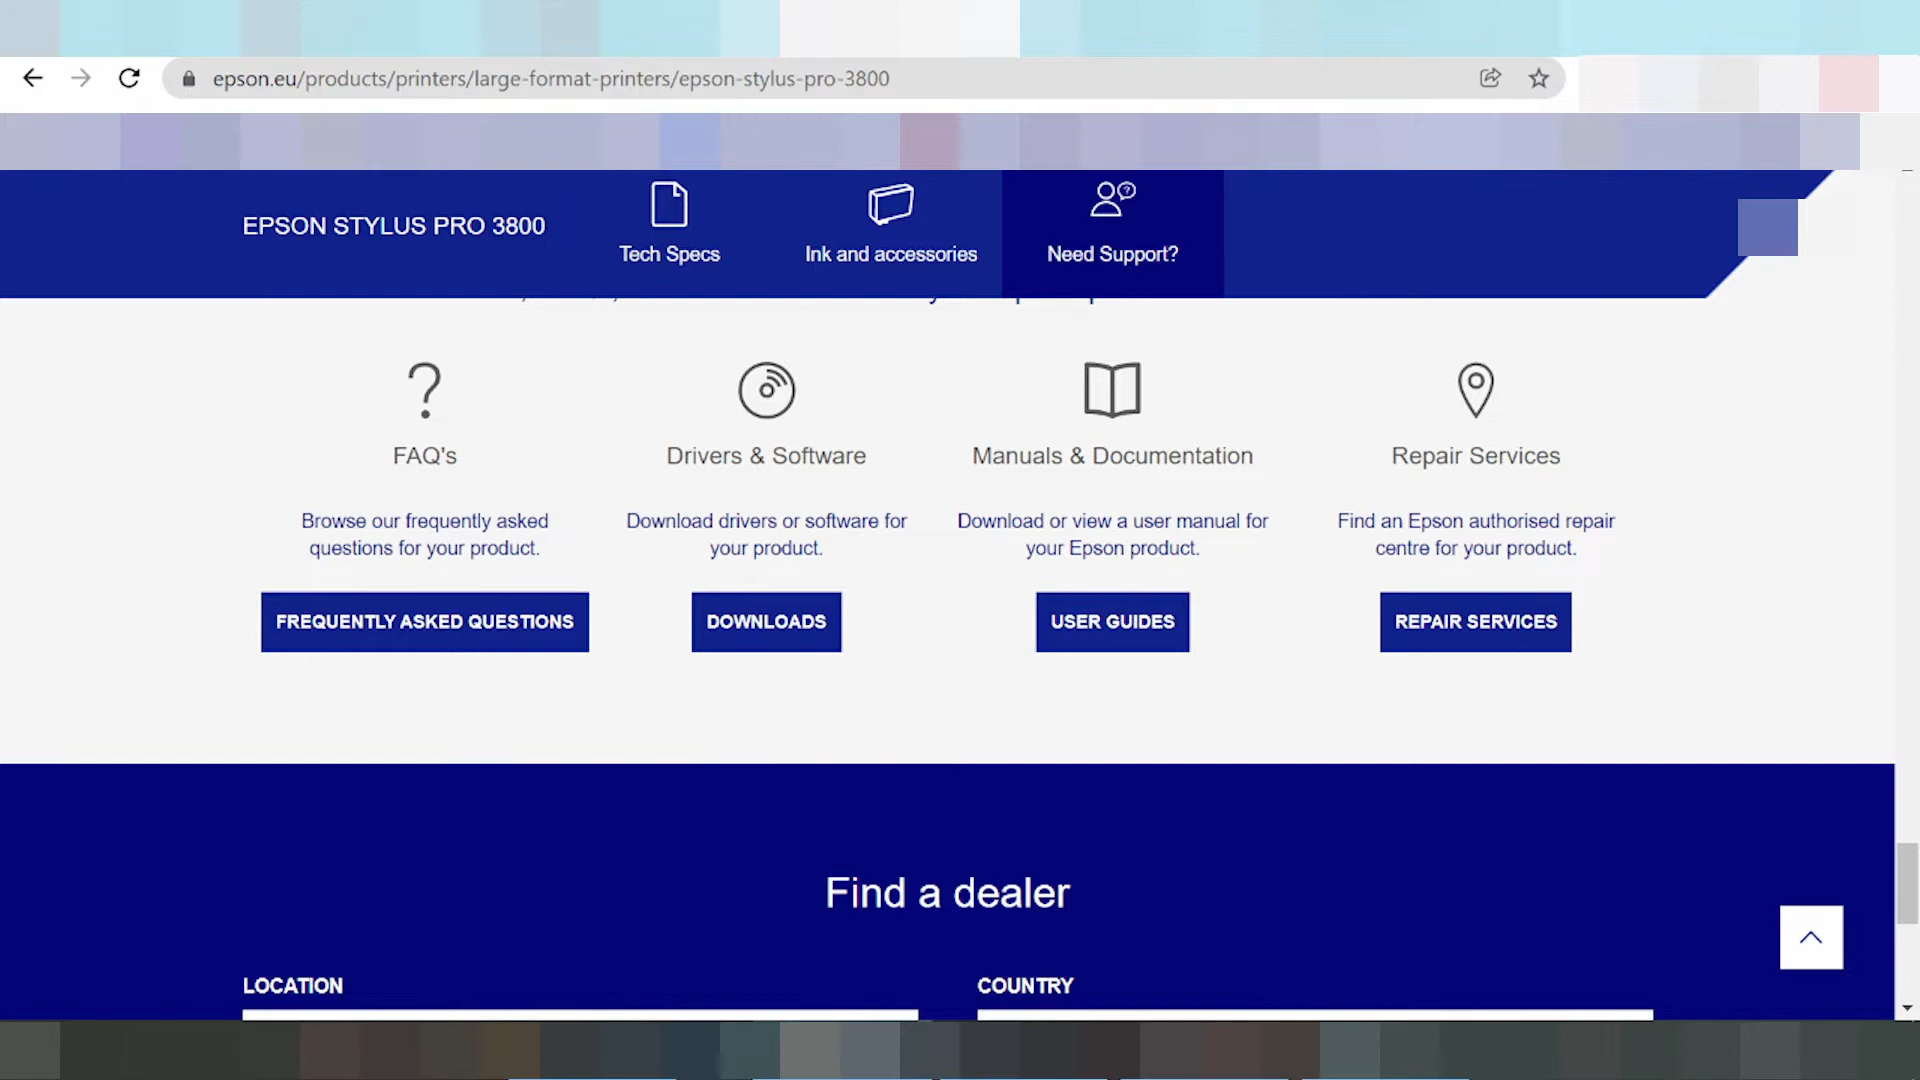 epson.eu/products/printers/large-format-printers/epson-stylus-pro-3800
EPSON STYLUS PRO 3800
Tech Specs
Ink and accessories
Need Support?
FAQ's
Drivers & Software
Manuals & Documentation
Repair Services
Browse our frequently asked
questions for your product.
Download drivers or software for
your product.
Download or view a user manual for
your Epson product.
Find an Epson authorised repair
centre for your product.
FREQUENTLY ASKED QUESTIONS
DOWNLOADS
USER GUIDES
REPAIR SERVICES
Find a dealer
LOCATION
COUNTRY